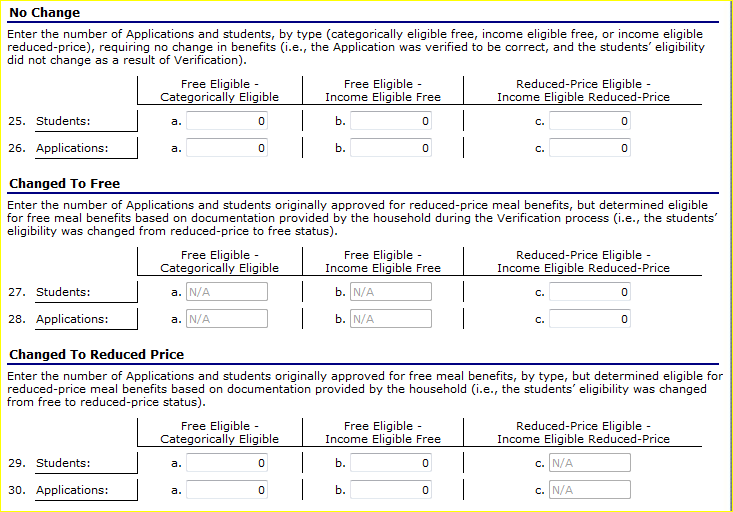 No Change
Enter the number of Applications and students, by type (categorically eligible free, income eligible free, or income eligible
reduced-price), requiring no change in benefits (i.e., the Application was verified to be correct, and the students' eligibility
did not change as a result of Verification).
Free Eligible - Free Eligible - Reduced-Price Eligible -
Categorically Eligible Income Eligible Free Income Eligible Reduced-Price
25. Students: a. 0 b. 0 c. 0
26. Applications: a. 0 b. 0 c. 0
Changed To Free
Enter the number of Applications and students originally approved for reduced-price meal benefits, but determined eligible
for free meal benefits based on documentation provided by the household during the Verification process (i.e., the students'
eligibility was changed from reduced-price to free status).
Free Eligible - Free Eligible - Reduced-Price Eligible -
Categorically Eligible Income Eligible Free Income Eligible Reduced-Price
27. Students: a. N/A b. N/A c. 0
28. Applications: a. N/A b. N/A c. 0
Changed To Reduced Price
Enter the number of Applications and students originally approved for free meal benefits, by type, but determined eligible for
reduced-price meal benefits based on documentation provided by the household (i.e., the students' eligibility was changed
from free to reduced-price status).
Free Eligible - Free Eligible - Reduced-Price Eligible -
Categorically Eligible Income Eligible Free Income Eligible Reduced-Price
29. Students: a. 0 b. 0 c. N/A
30. Applications: a. 0 b. 0 c. N/A